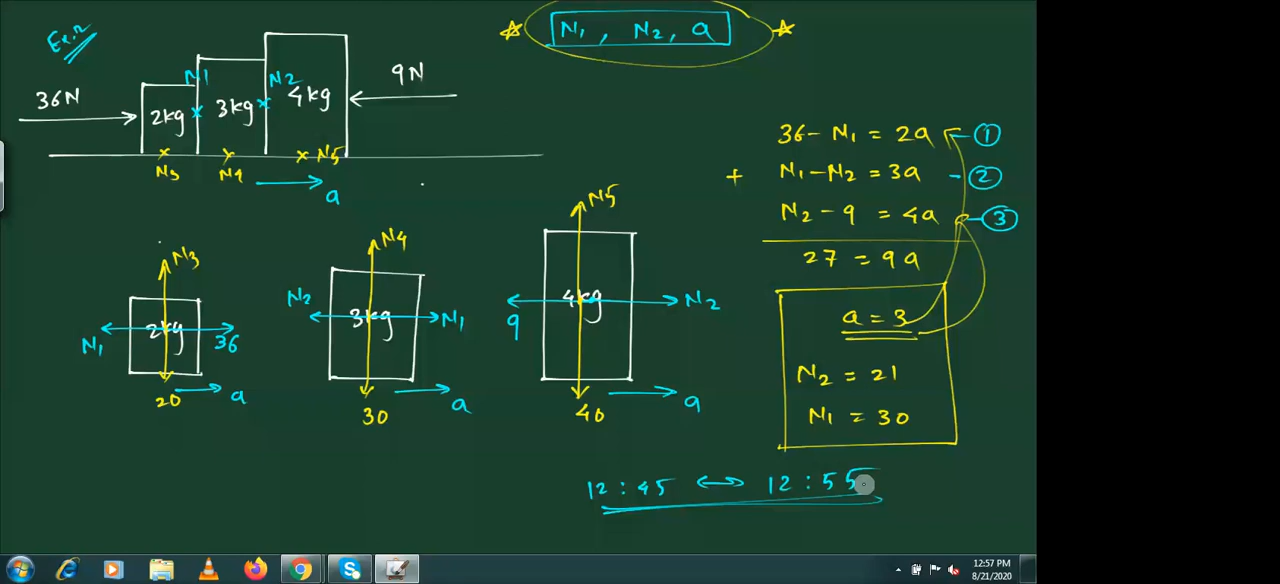 Ex.2
N1, N2, a
36N
N1
N2
9N
2kg
3kg
4kg
N3
N4
N5
a
36 - N1 = 2a ①
+ N1 - N2 = 3a - ②
N2 - 9 = 4a - ③
27 = 9a
a = 3
N2 = 21
N1 = 30
N3
N1
2kg
36
20
a
N4
N2
3kg
N1
30
a
N5
9
4kg
N2
40
a
12:45 ↔ 12:55
12:57 PM
8/21/2020